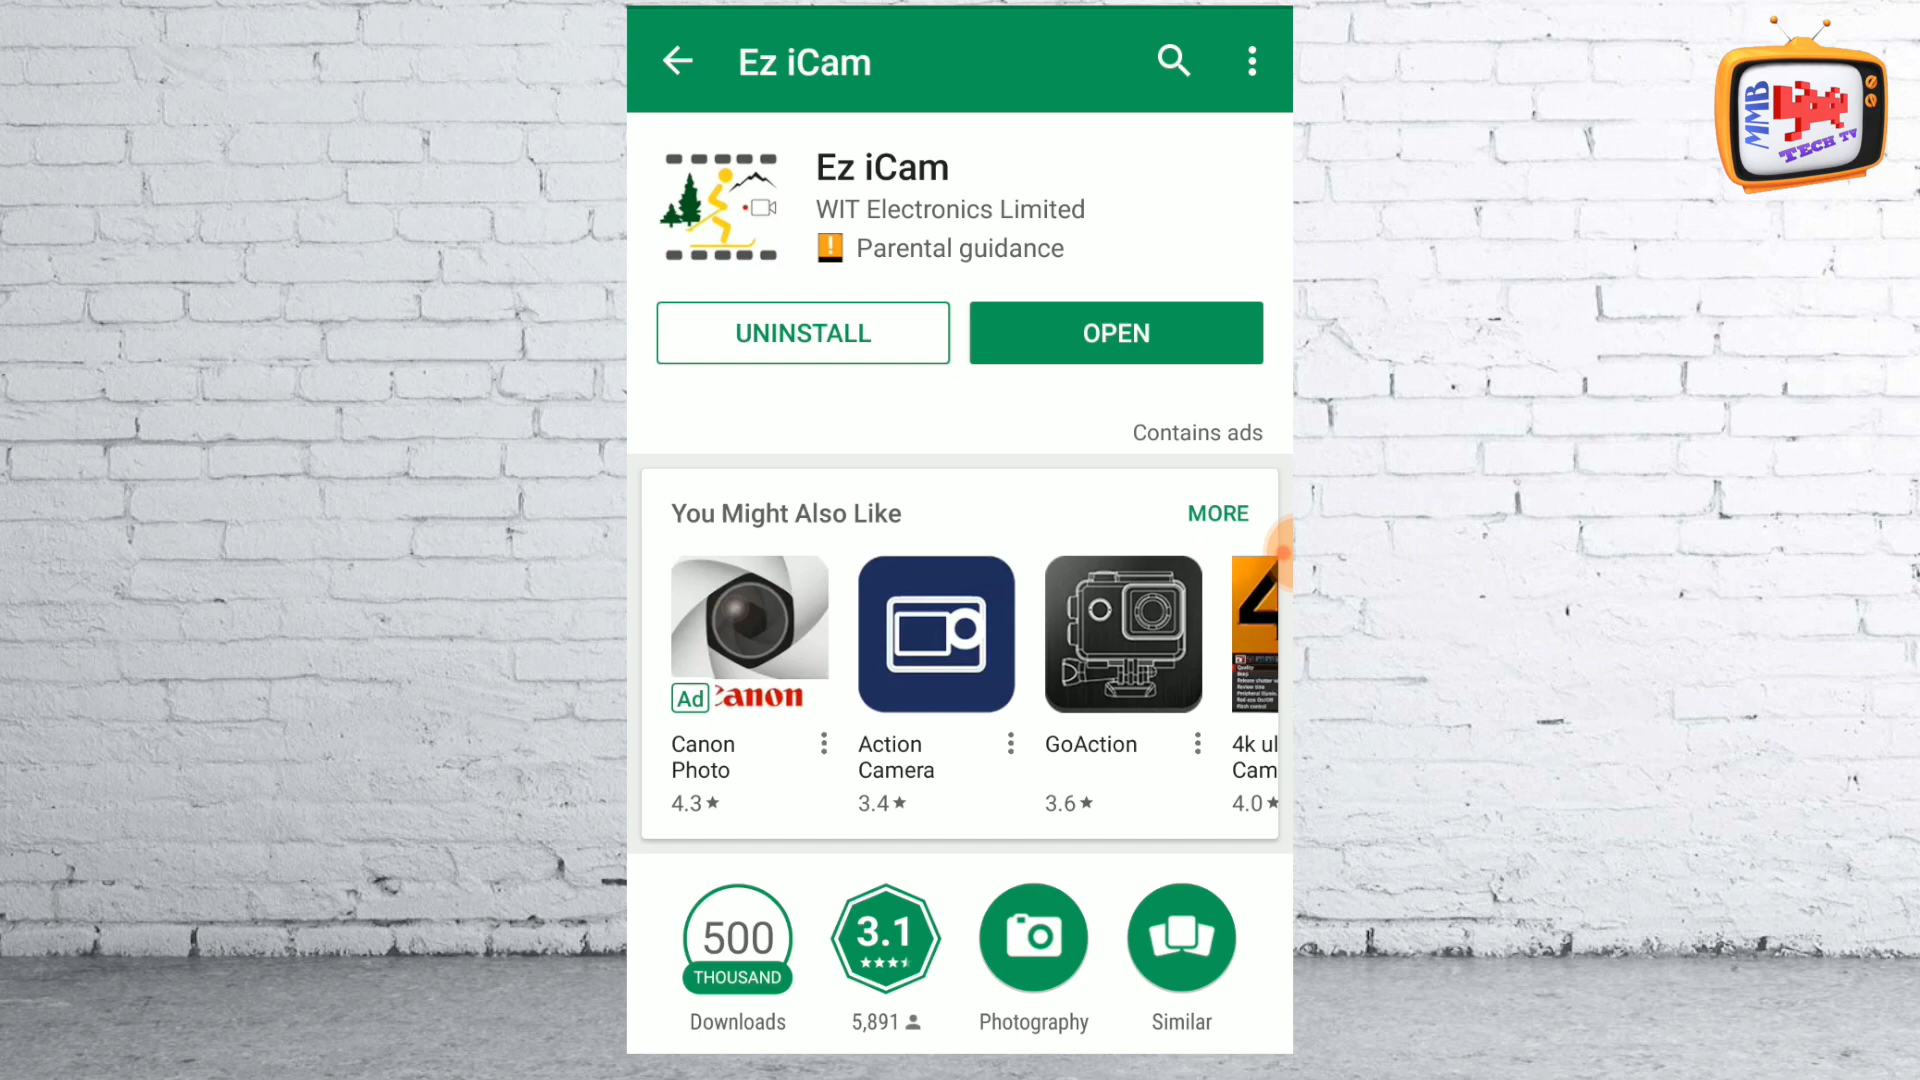 Ez iCam
MMB
TECH TV
Ez iCam
WIT Electronics Limited
Parental guidance
UNINSTALL
OPEN
Contains ads
You Might Also Like
MORE
Ad
Canon
Canon
Photo
4.3
Action
Camera
3.4
GoAction
3.6
4k ul
Cam
4.0
500
THOUSAND
Downloads
3.1
5,891
Photography
Similar